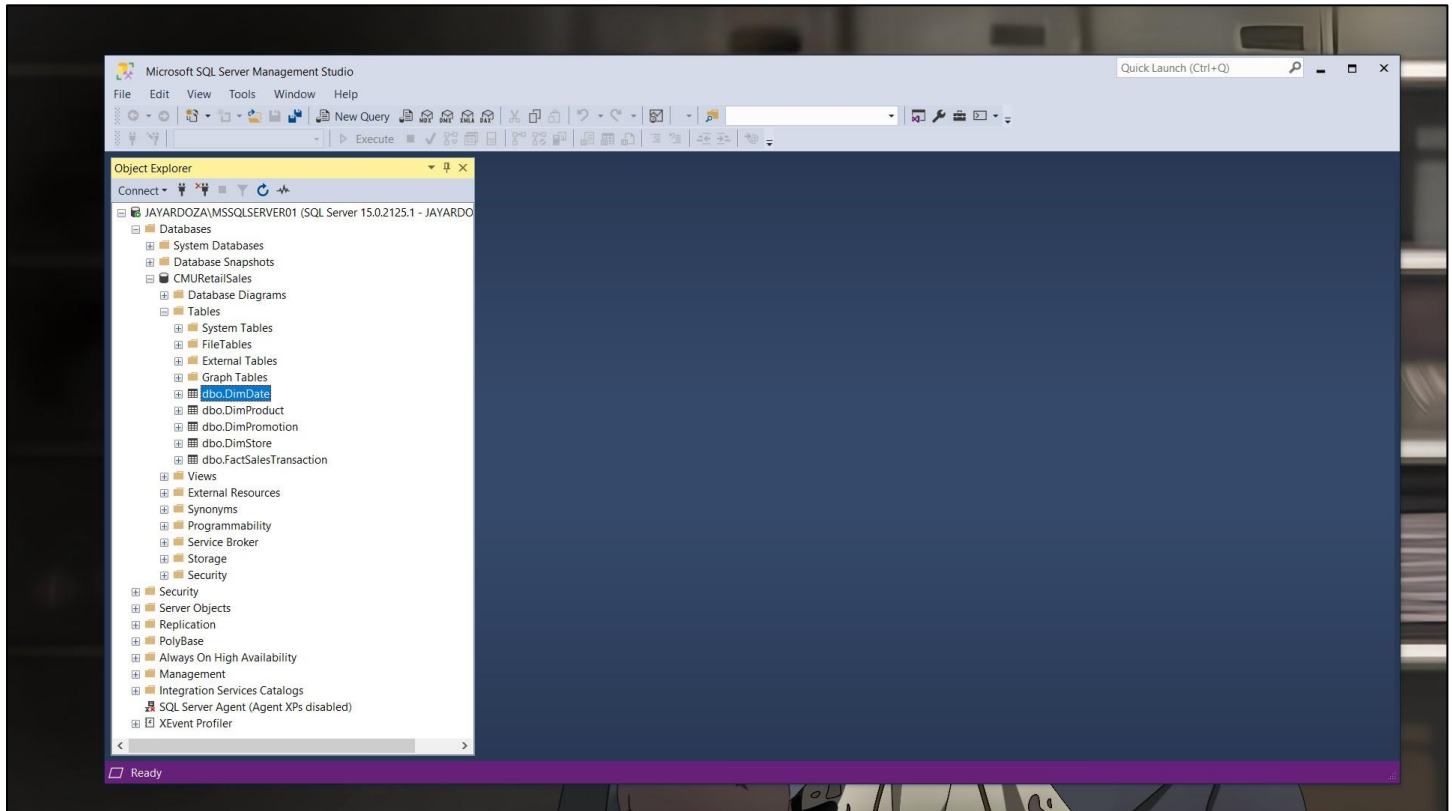 Microsoft SQL Server Management Studio
Quick Launch (Ctrl+Q)
File Edit View Tools Window Help
New Query MDX DMX XMLA DAX
Execute
Object Explorer
Connect
JAYARDOZA\MSSQLSERVER01 (SQL Server 15.0.2125.1 - JAYARDO
Databases
System Databases
Database Snapshots
CMURetailSales
Database Diagrams
Tables
System Tables
FileTables
External Tables
Graph Tables
dbo.DimDate
dbo.DimProduct
dbo.DimPromotion
dbo.DimStore
dbo.FactSalesTransaction
Views
External Resources
Synonyms
Programmability
Service Broker
Storage
Security
Security
Server Objects
Replication
PolyBase
Always On High Availability
Management
Integration Services Catalogs
SQL Server Agent (Agent XPs disabled)
XEvent Profiler
Ready